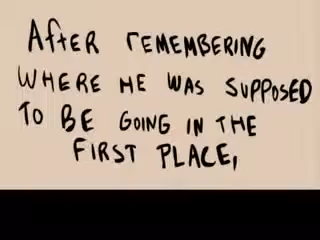 AFTER REMEMBERING
WHERE HE WAS SUPPOSED
TO BE GOING IN THE
FIRST PLACE,